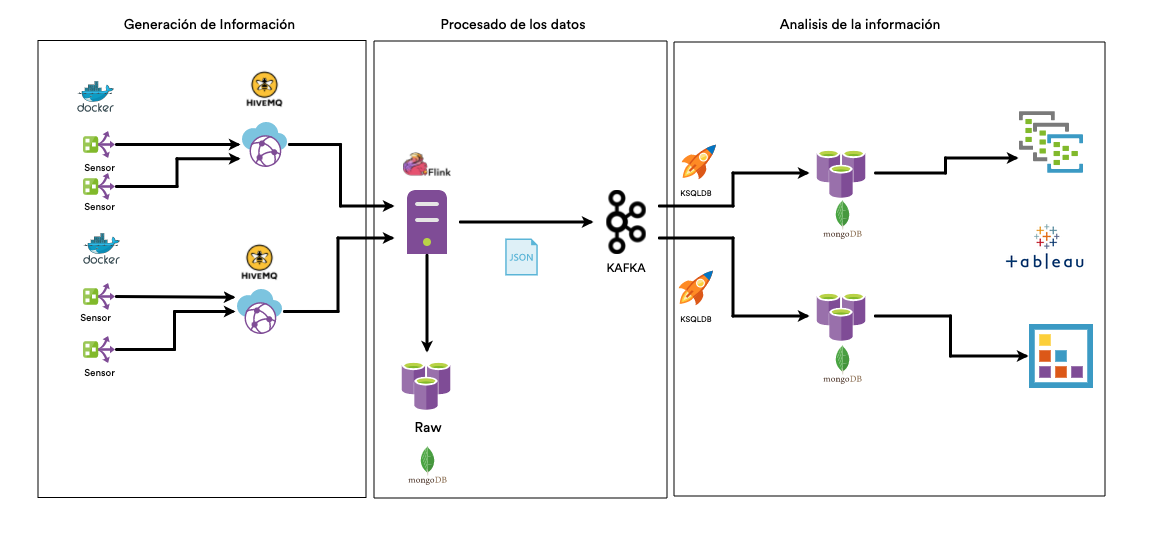 Generación de Información
Procesado de los datos
Analisis de la información
docker
HIVEMQ
Sensor
Sensor
docker
HIVEMQ
Sensor
Sensor
Flink
JSON
KAFKA
Raw
mongoDB
KSQLDB
mongoDB
KSQLDB
mongoDB
+ableau